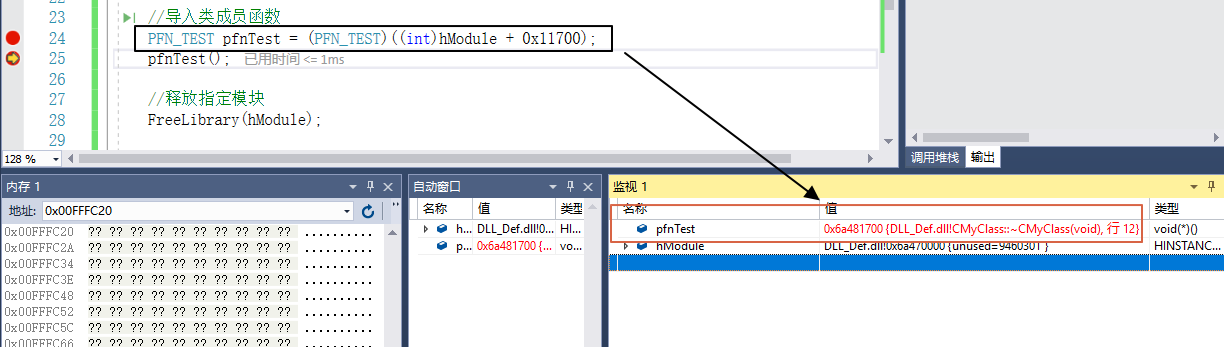 23 //导入类成员函数
24 PFN_TEST pfnTest = (PFN_TEST)((int)hModule + 0x11700);
25 pfnTest(); 已用时间 <= 1ms
26
27 //释放指定模块
28 FreeLibrary(hModule);
29
128 %
调用堆栈 输出
内存 1
地址: 0x00FFFC20
0x00FFFC20 ?? ?? ?? ?? ?? ?? ?? ?? ?? ?? ..........
0x00FFFC2A ?? ?? ?? ?? ?? ?? ?? ?? ?? ?? ..........
0x00FFFC34 ?? ?? ?? ?? ?? ?? ?? ?? ?? ?? ..........
0x00FFFC3E ?? ?? ?? ?? ?? ?? ?? ?? ?? ?? ..........
0x00FFFC48 ?? ?? ?? ?? ?? ?? ?? ?? ?? ?? ..........
0x00FFFC52 ?? ?? ?? ?? ?? ?? ?? ?? ?? ?? ..........
0x00FFFC5C ?? ?? ?? ?? ?? ?? ?? ?? ?? ?? ..........
0x00FFFC66 ?? ?? ?? ?? ?? ?? ?? ?? ?? ?? ..........
自动窗口
名称 值 类型
h... DLL_Def.dll!0... HI...
p... 0x6a481700 {... vo...
监视 1
名称 值 类型
pfnTest 0x6a481700 {DLL_Def.dll!CMyClass::~CMyClass(void), 行 12} void(*)()
hModule DLL_Def.dll!0x6a470000 {unused=9460301 } HINSTANC...